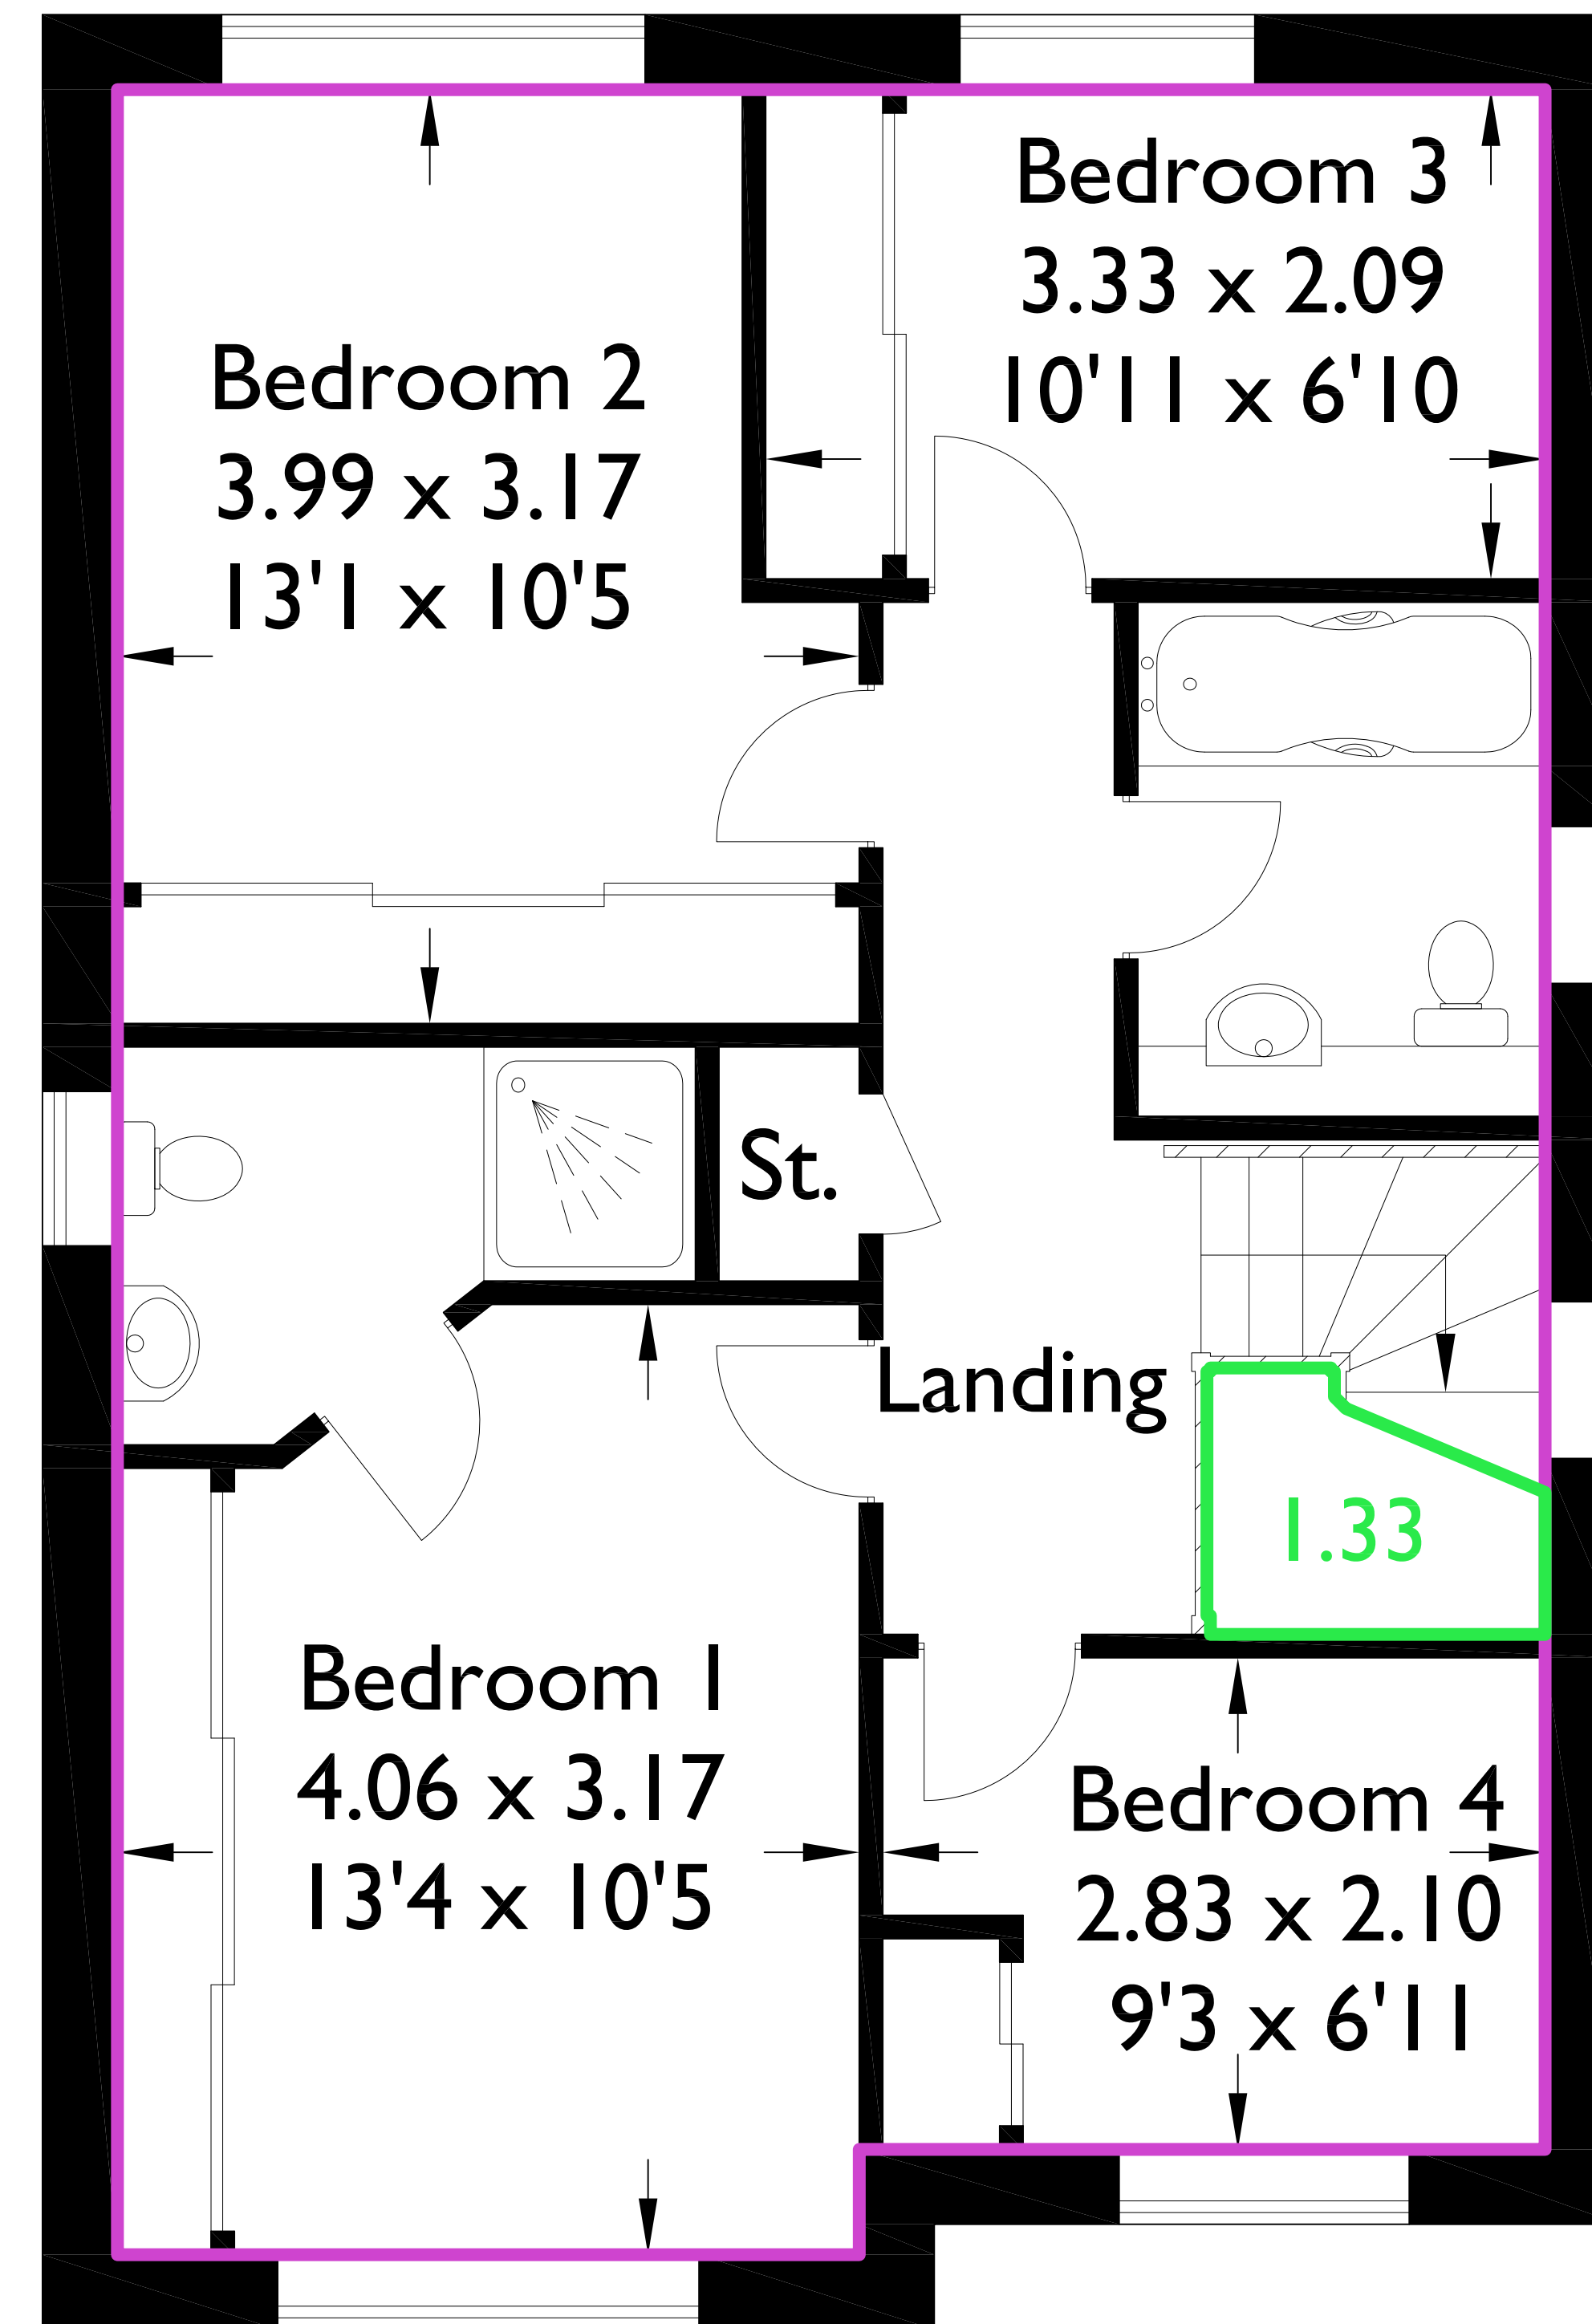 Bedroom 3
3.33 x 2.09
10'11 x 6'10
Bedroom 2
3.99 x 3.17
13'1 x 10'5
St.
Landing
1.33
Bedroom 1
4.06 x 3.17
13'4 x 10'5
Bedroom 4
2.83 x 2.10
9'3 x 6'11